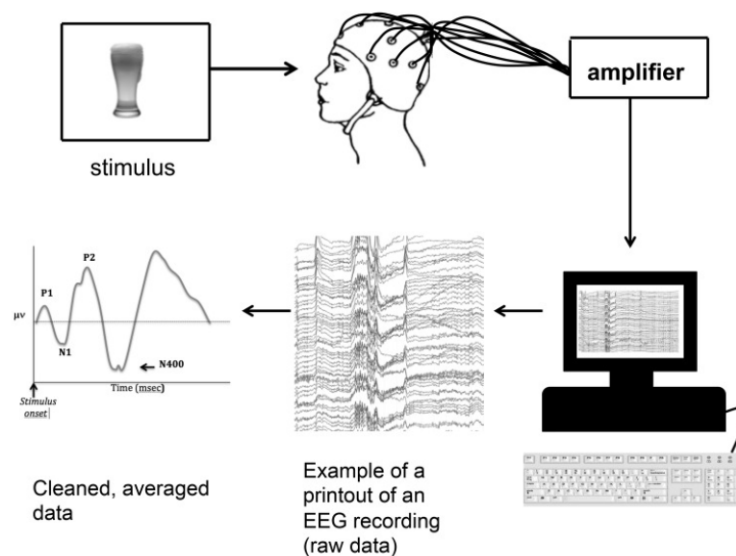 amplifier
stimulus
P2
P1
μv
N1
N400
Time (msec)
Stimulus
onset
Cleaned, averaged
data
Example of a
printout of an
EEG recording
(raw data)